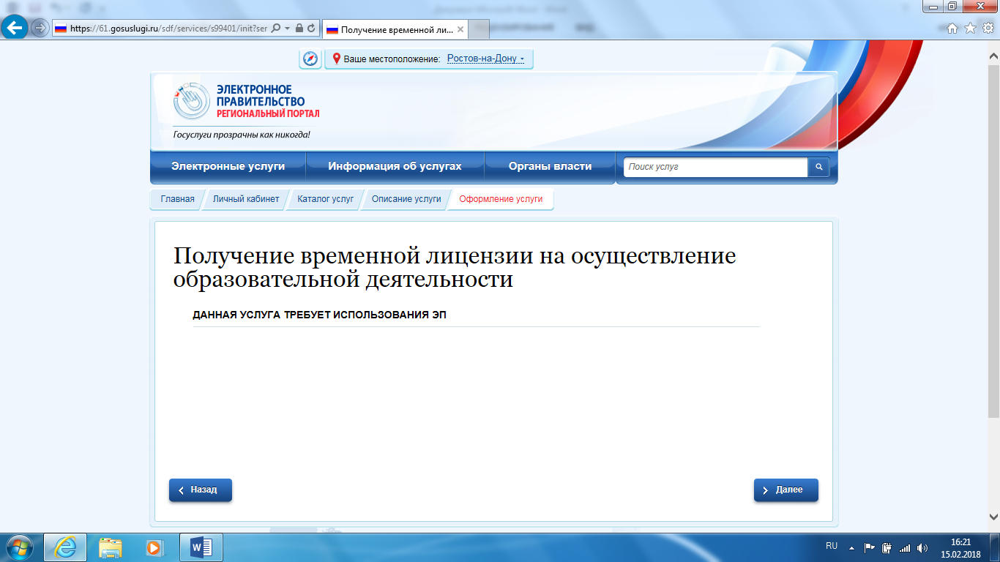 https://61.gosuslugi.ru/sdf/services/s99401/init?ser
Получение временной ли...
Ваше местоположение: Ростов-на-Дону
ЭЛЕКТРОННОЕ
ПРАВИТЕЛЬСТВО
РЕГИОНАЛЬНЫЙ ПОРТАЛ
Госуслуги прозрачны как никогда!
Электронные услуги
Информация об услугах
Органы власти
Поиск услуг
Главная
Личный кабинет
Каталог услуг
Описание услуги
Оформление услуги
Получение временной лицензии на осуществление
образовательной деятельности
ДАННАЯ УСЛУГА ТРЕБУЕТ ИСПОЛЬЗОВАНИЯ ЭП
Назад
Далее
RU
16:21
15.02.2018